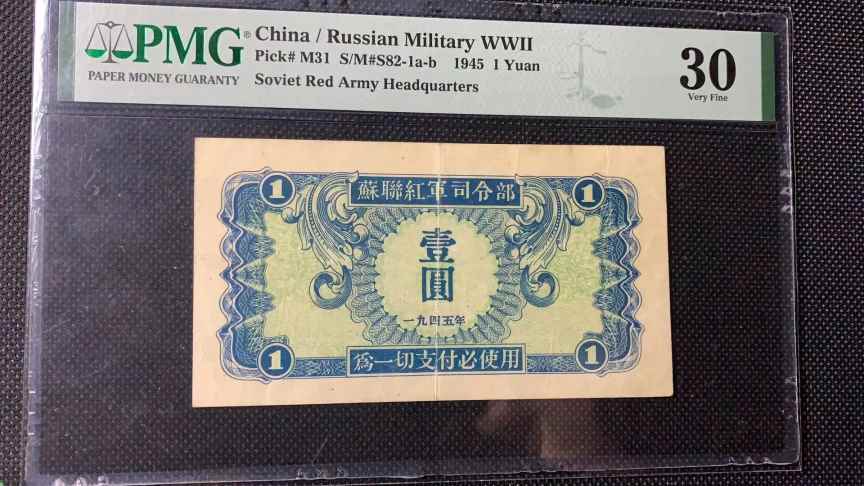 PMG® China / Russian Military WWII
Pick# M31 S/M#S82-1a-b 1945 1 Yuan
PAPER MONEY GUARANTY Soviet Red Army Headquarters
30
Very Fine
1 蘇聯紅軍司令部 1
壹
圓
一九四五年
1 爲一切支付必使用 1